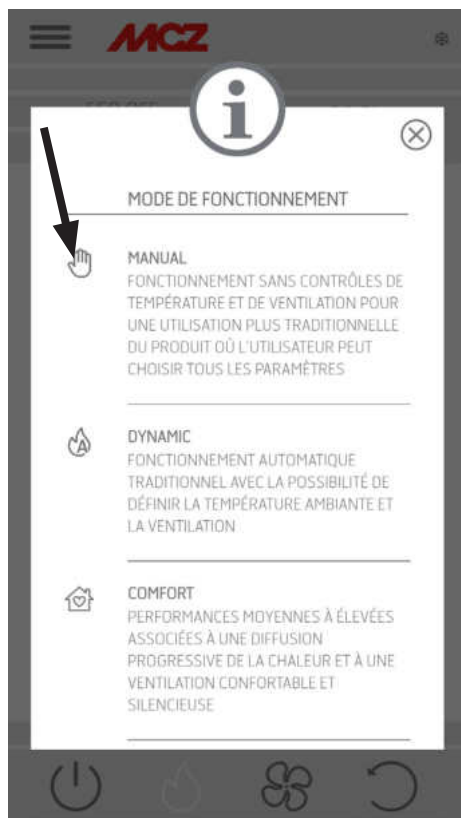 MCZ
MODE DE FONCTIONNEMENT
MANUAL
FONCTIONNEMENT SANS CONTRÔLES DE
TEMPÉRATURE ET DE VENTILATION POUR
UNE UTILISATION PLUS TRADITIONNELLE
DU PRODUIT OÙ L'UTILISATEUR PEUT
CHOISIR TOUS LES PARAMÈTRES
DYNAMIC
FONCTIONNEMENT AUTOMATIQUE
TRADITIONNEL AVEC LA POSSIBILITÉ DE
DÉFINIR LA TEMPÉRATURE AMBIANTE ET
LA VENTILATION
COMFORT
PERFORMANCES MOYENNES À ÉLEVÉES
ASSOCIÉES À UNE DIFFUSION
PROGRESSIVE DE LA CHALEUR ET À UNE
VENTILATION CONFORTABLE ET
SILENCIEUSE